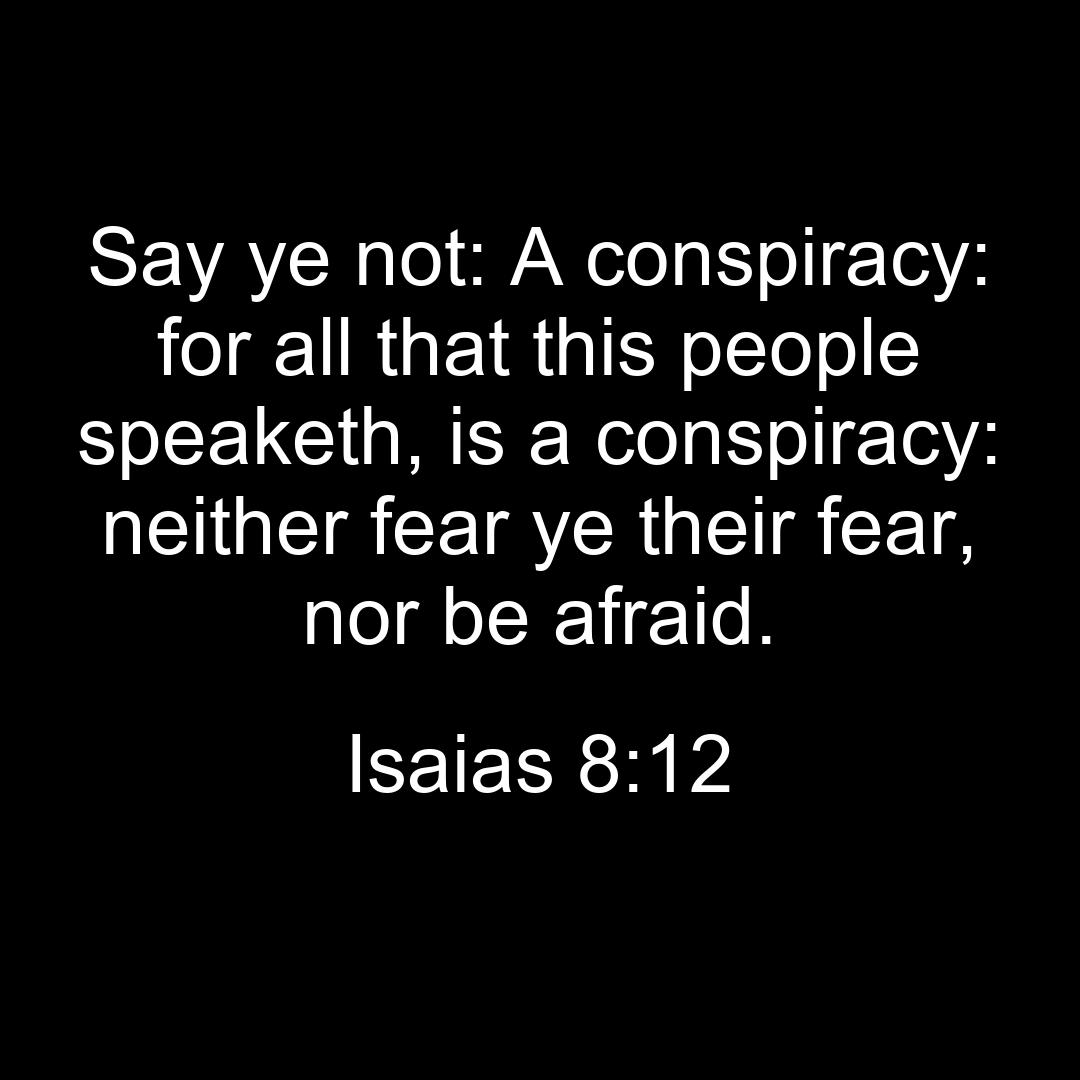 Say ye not: A conspiracy:
for all that this people
speaketh, is a conspiracy:
neither fear ye their fear,
nor be afraid.
Isaias 8:12